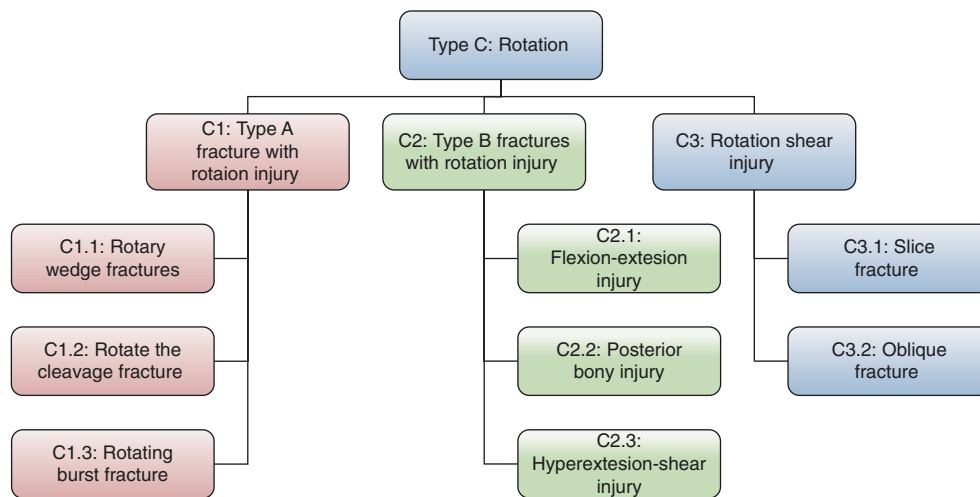 Type C: Rotation
C1: Type A
fracture with
rotaion injury
C2: Type B fractures
with rotation injury
C3: Rotation shear
injury
C1.1: Rotary
wedge fractures
C2.1:
Flexion-extesion
injury
C3.1: Slice
fracture
C1.2: Rotate the
cleavage fracture
C2.2: Posterior
bony injury
C3.2: Oblique
fracture
C1.3: Rotating
burst fracture
C2.3:
Hyperextesion-shear
injury